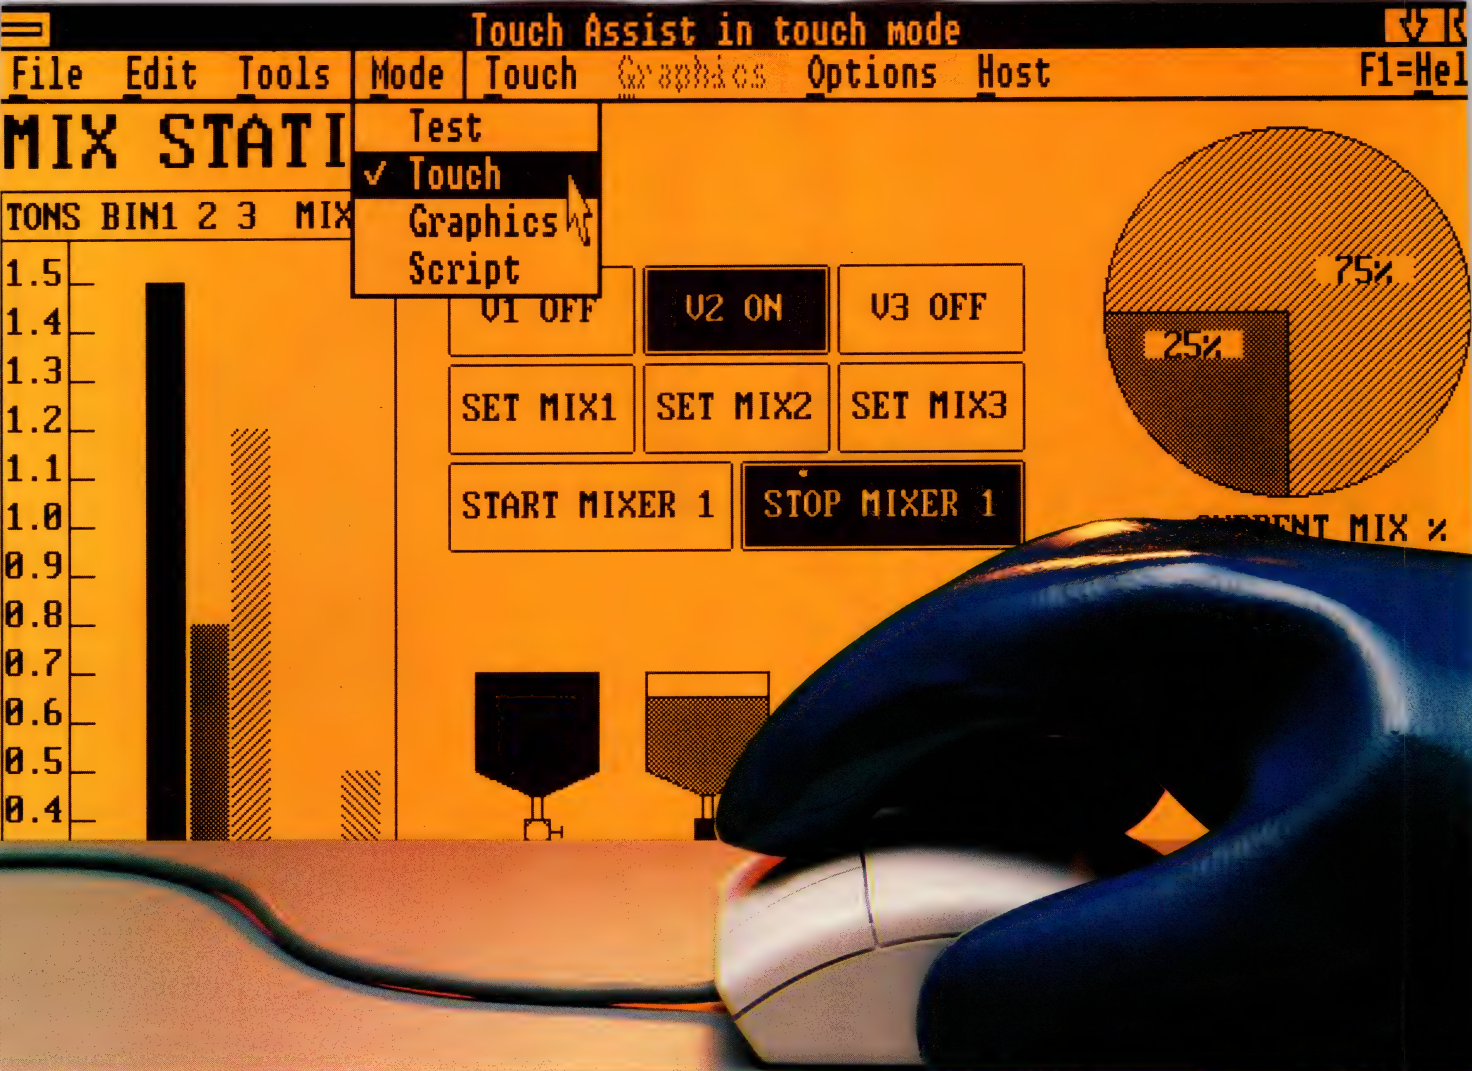 Touch Assist in touch mode
File Edit Tools Mode Touch Graphics Options Host F1=Hel
MIX STATI
Test
✓ Touch
Graphics
Script
TONS BIN1 2 3 MIX
1.5
1.4
1.3
1.2
1.1
1.0
0.9
0.8
0.7
0.6
0.5
0.4
V1 OFF V2 ON V3 OFF
SET MIX1 SET MIX2 SET MIX3
START MIXER 1 STOP MIXER 1
75%
25%
CURRENT MIX %